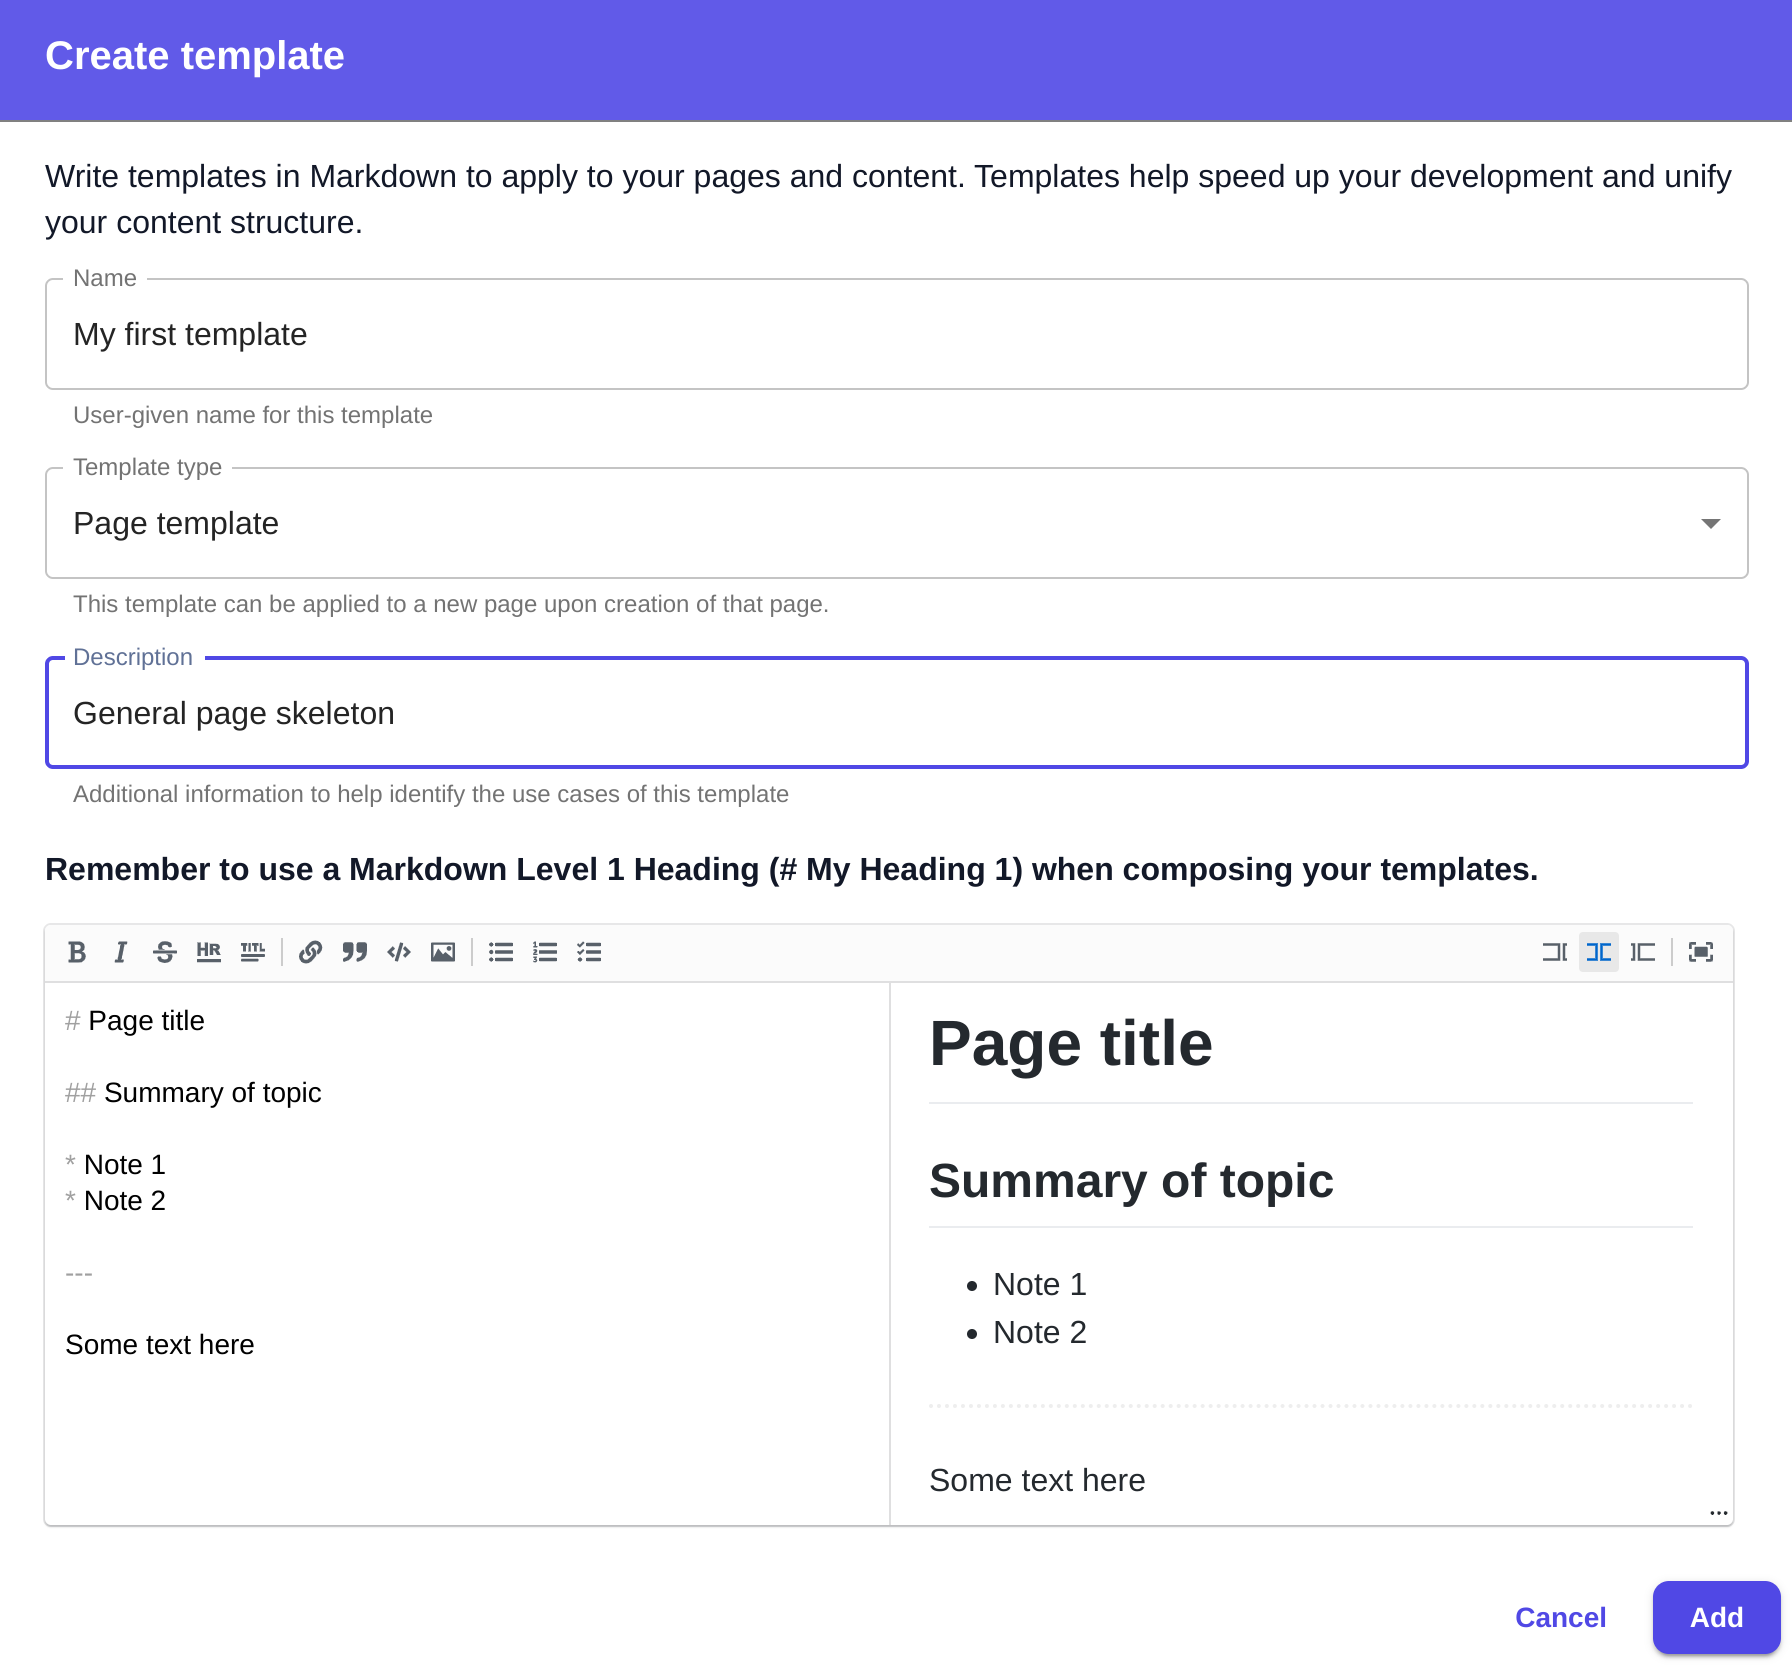 Create template
Write templates in Markdown to apply to your pages and content. Templates help speed up your development and unify
your content structure.
Name
My first template
User-given name for this template
Template type
Page template
This template can be applied to a new page upon creation of that page.
Description
General page skeleton
Additional information to help identify the use cases of this template
Remember to use a Markdown Level 1 Heading (# My Heading 1) when composing your templates.
B I S HR TITL
# Page title
## Summary of topic
* Note 1
* Note 2
---
Some text here
Page title
Summary of topic
• Note 1
• Note 2
Some text here
Cancel
Add